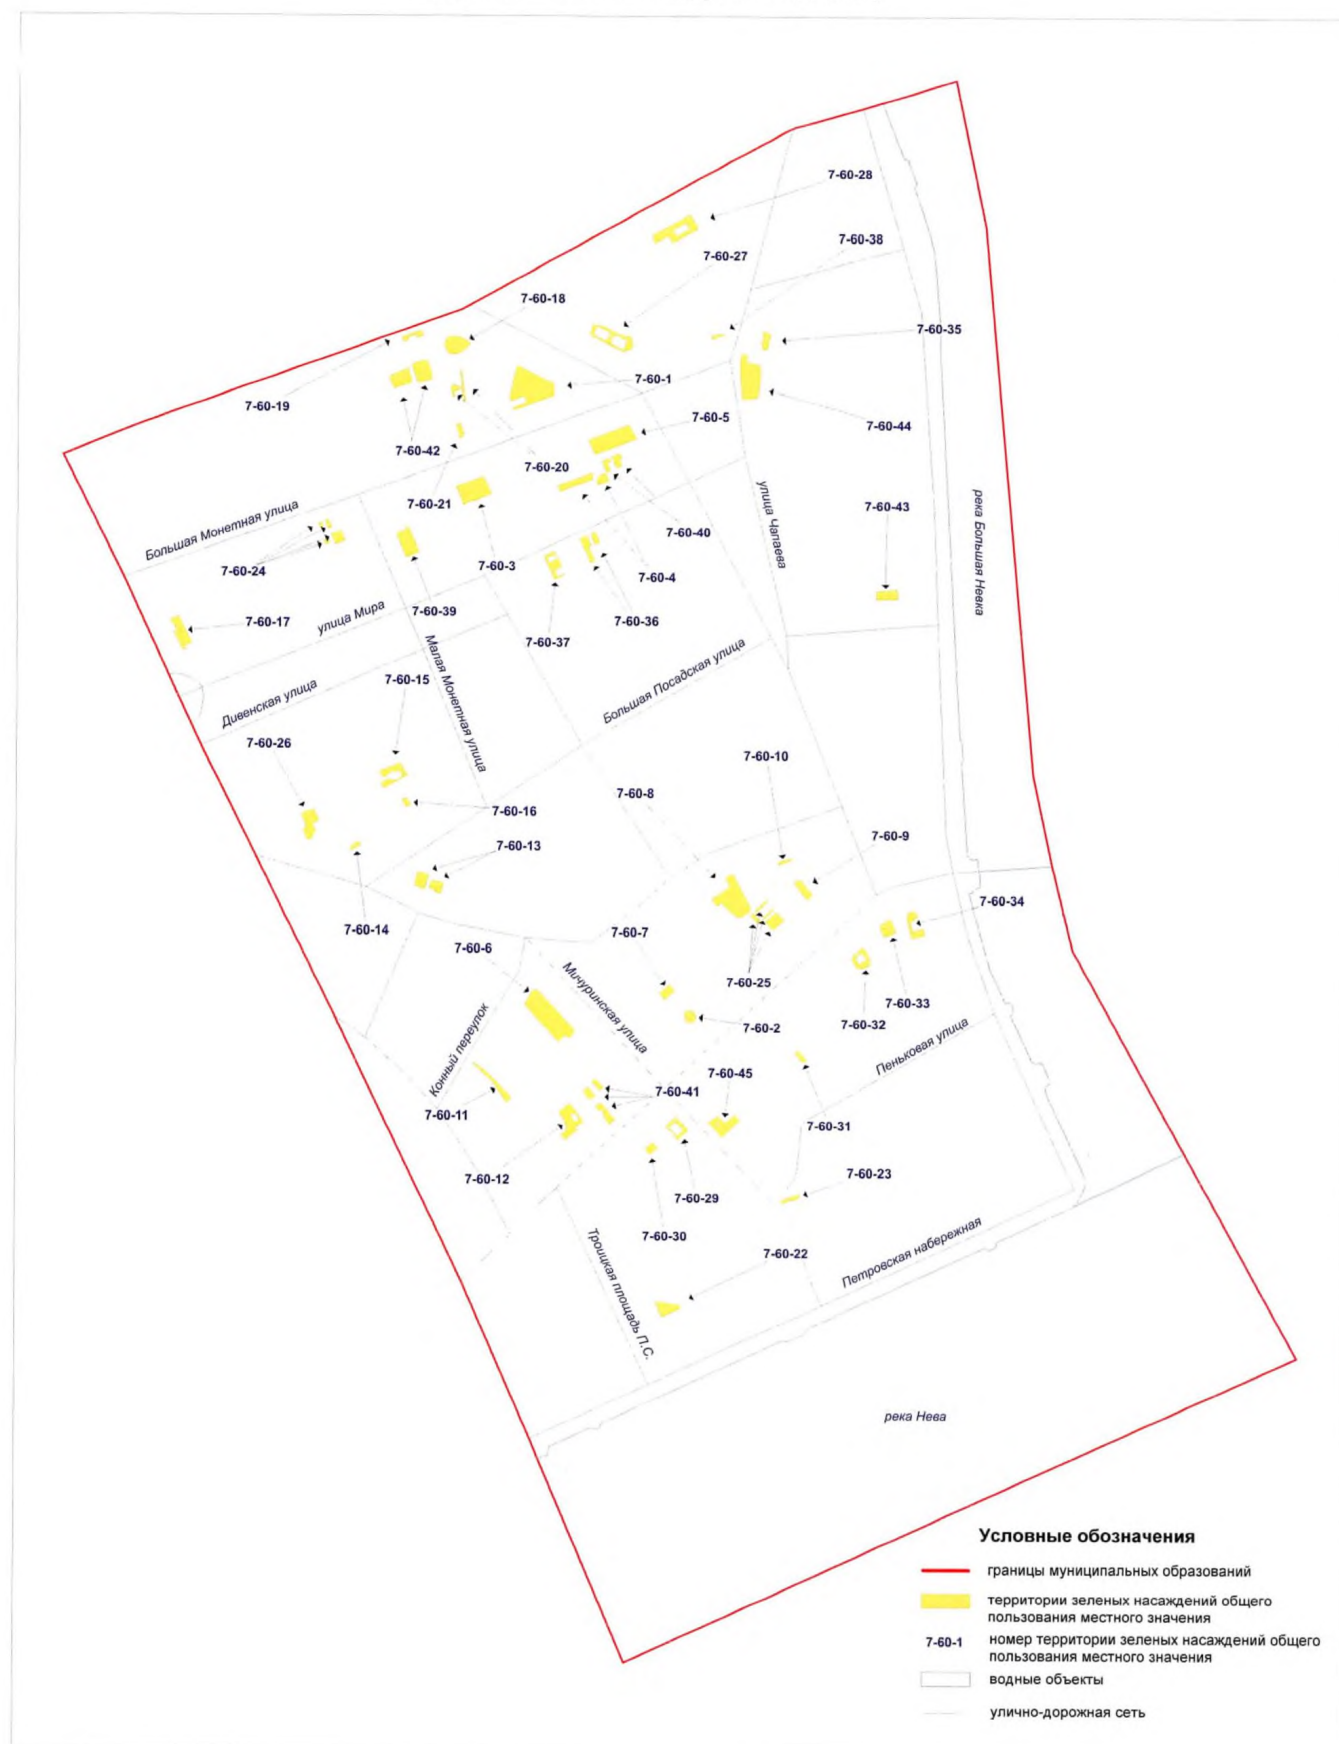 7-60-28
7-60-38
7-60-27
7-60-18
7-60-35
7-60-1
7-60-19
7-60-5
7-60-44
7-60-42
7-60-20
7-60-21
7-60-43
Большая Монетная улица
улица Чапаева
река Большая Невка
7-60-40
7-60-24
7-60-3
7-60-4
7-60-39
7-60-17
улица Мира
7-60-36
7-60-37
Малая Монетная улица
Большая Посадская улица
7-60-15
Дивенская улица
7-60-26
7-60-10
7-60-8
7-60-16
7-60-9
7-60-13
7-60-34
7-60-14
7-60-7
7-60-6
7-60-25
Мичуринская улица
7-60-33
7-60-32
7-60-2
Конный переулок
Пеньковая улица
7-60-45
7-60-41
7-60-11
7-60-31
7-60-12
7-60-23
7-60-29
7-60-30
7-60-22
Петровская набережная
Троицкая площадь П.С.
река Нева
Условные обозначения
границы муниципальных образований
территории зеленых насаждений общего
пользования местного значения
7-60-1 номер территории зеленых насаждений общего
пользования местного значения
водные объекты
улично-дорожная сеть